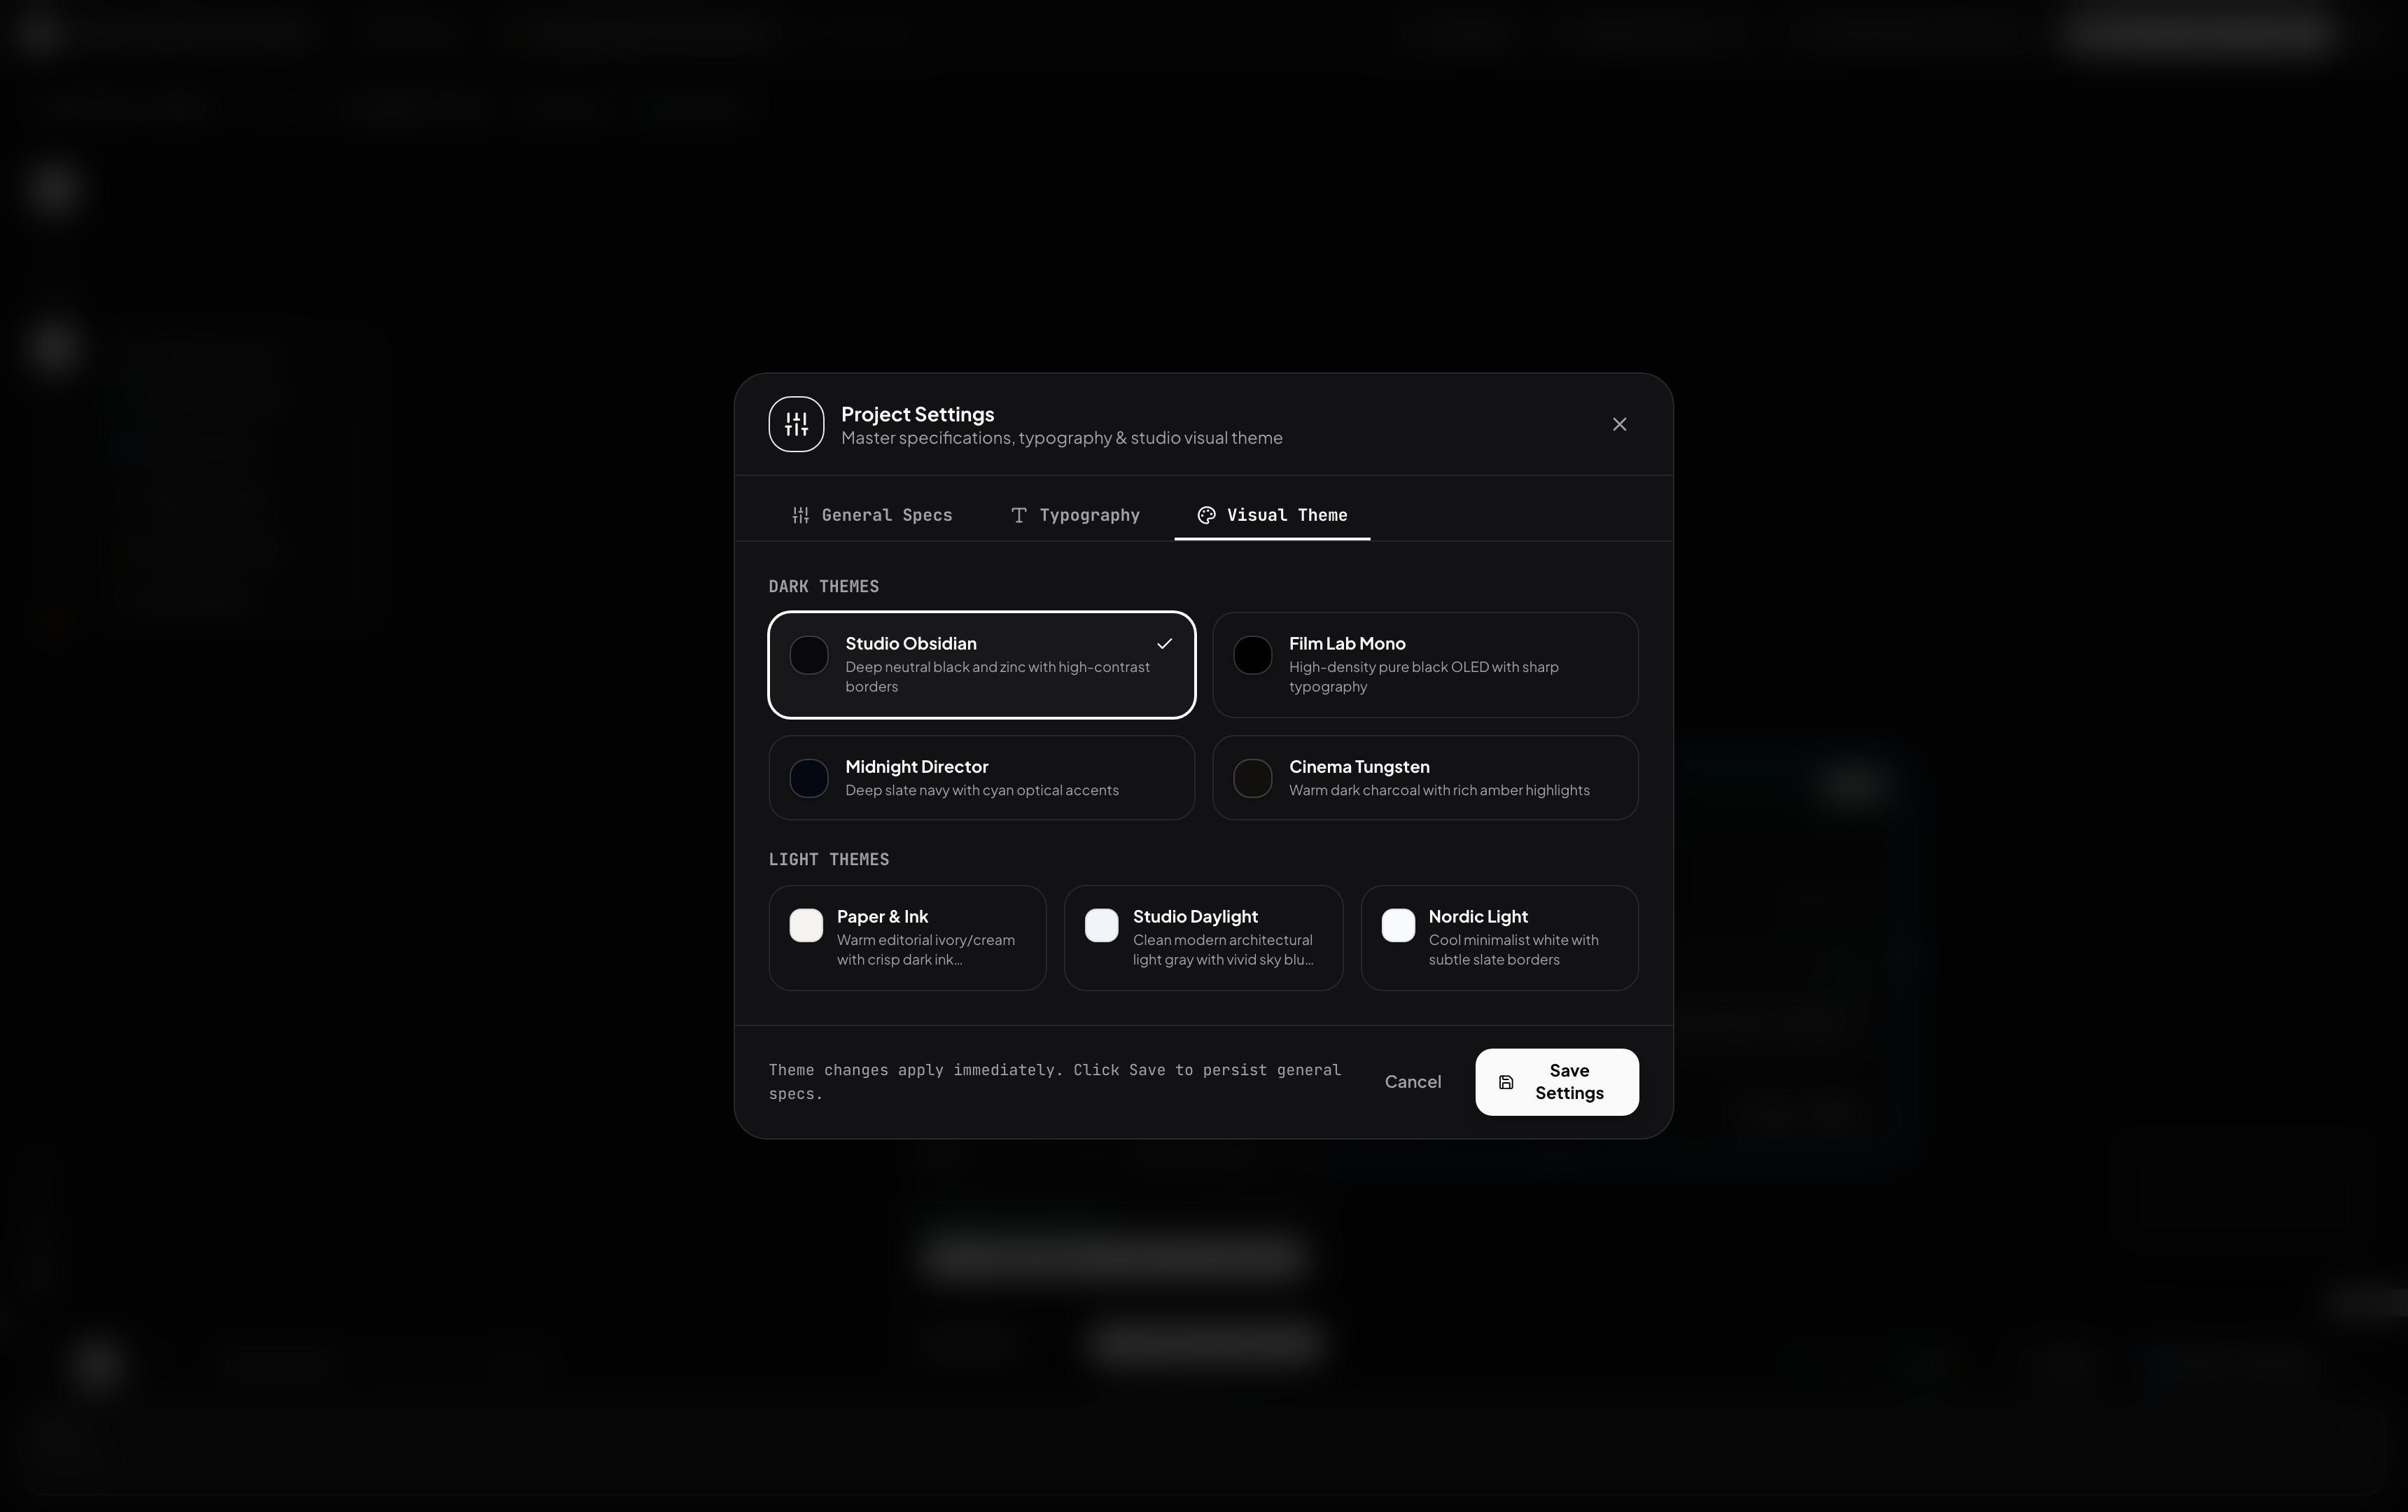 Project Settings
Master specifications, typography & studio visual theme
General Specs
Typography
Visual Theme
DARK THEMES
Studio Obsidian
Deep neutral black and zinc with high-contrast
borders
Film Lab Mono
High-density pure black OLED with sharp
typography
Midnight Director
Deep slate navy with cyan optical accents
Cinema Tungsten
Warm dark charcoal with rich amber highlights
LIGHT THEMES
Paper & Ink
Warm editorial ivory/cream
with crisp dark ink...
Studio Daylight
Clean modern architectural
light gray with vivid sky blu...
Nordic Light
Cool minimalist white with
subtle slate borders
Theme changes apply immediately. Click Save to persist general
specs.
Cancel
Save
Settings